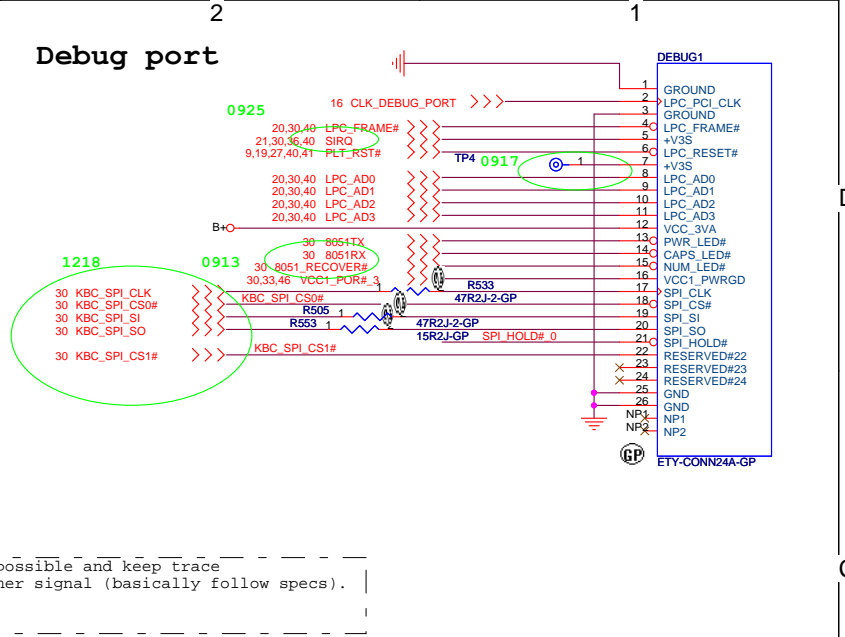 2
1
Debug port
DEBUG1
0925
16 CLK_DEBUG_PORT
20,30,40 LPC_FRAME#
21,30,36,40 SIRQ
9,19,27,40,41 PLT_RST#
TP4
0917
1
20,30,40 LPC_AD0
20,30,40 LPC_AD1
20,30,40 LPC_AD2
20,30,40 LPC_AD3
B+
30 8051TX
30 8051RX
30 8051_RECOVER#
30,33,46 VCC1_POR#_3
1218
0913
30 KBC_SPI_CLK
30 KBC_SPI_CS0#
30 KBC_SPI_SI
30 KBC_SPI_SO
30 KBC_SPI_CS1#
1
R533
KBC_SPI_CS0#
47R2J-2-GP
R505
1
2
R553
1
2
47R2J-2-GP
15R2J-GP
SPI_HOLD#_0
KBC_SPI_CS1#
1 GROUND
2 LPC_PCI_CLK
3 GROUND
4 LPC_FRAME#
5 +V3S
6 LPC_RESET#
7 +V3S
8 LPC_AD0
9 LPC_AD1
10 LPC_AD2
11 LPC_AD3
12 VCC_3VA
13 PWR_LED#
14 CAPS_LED#
15 NUM_LED#
16 VCC1_PWRGD
17 SPI_CLK
18 SPI_CS#
19 SPI_SI
20 SPI_SO
21 SPI_HOLD#
22 RESERVED#22
23 RESERVED#23
24 RESERVED#24
25 GND
26 GND
NP1 NP1
NP2 NP2
GP
ETY-CONN24A-GP
possible and keep trace
ner signal (basically follow specs).